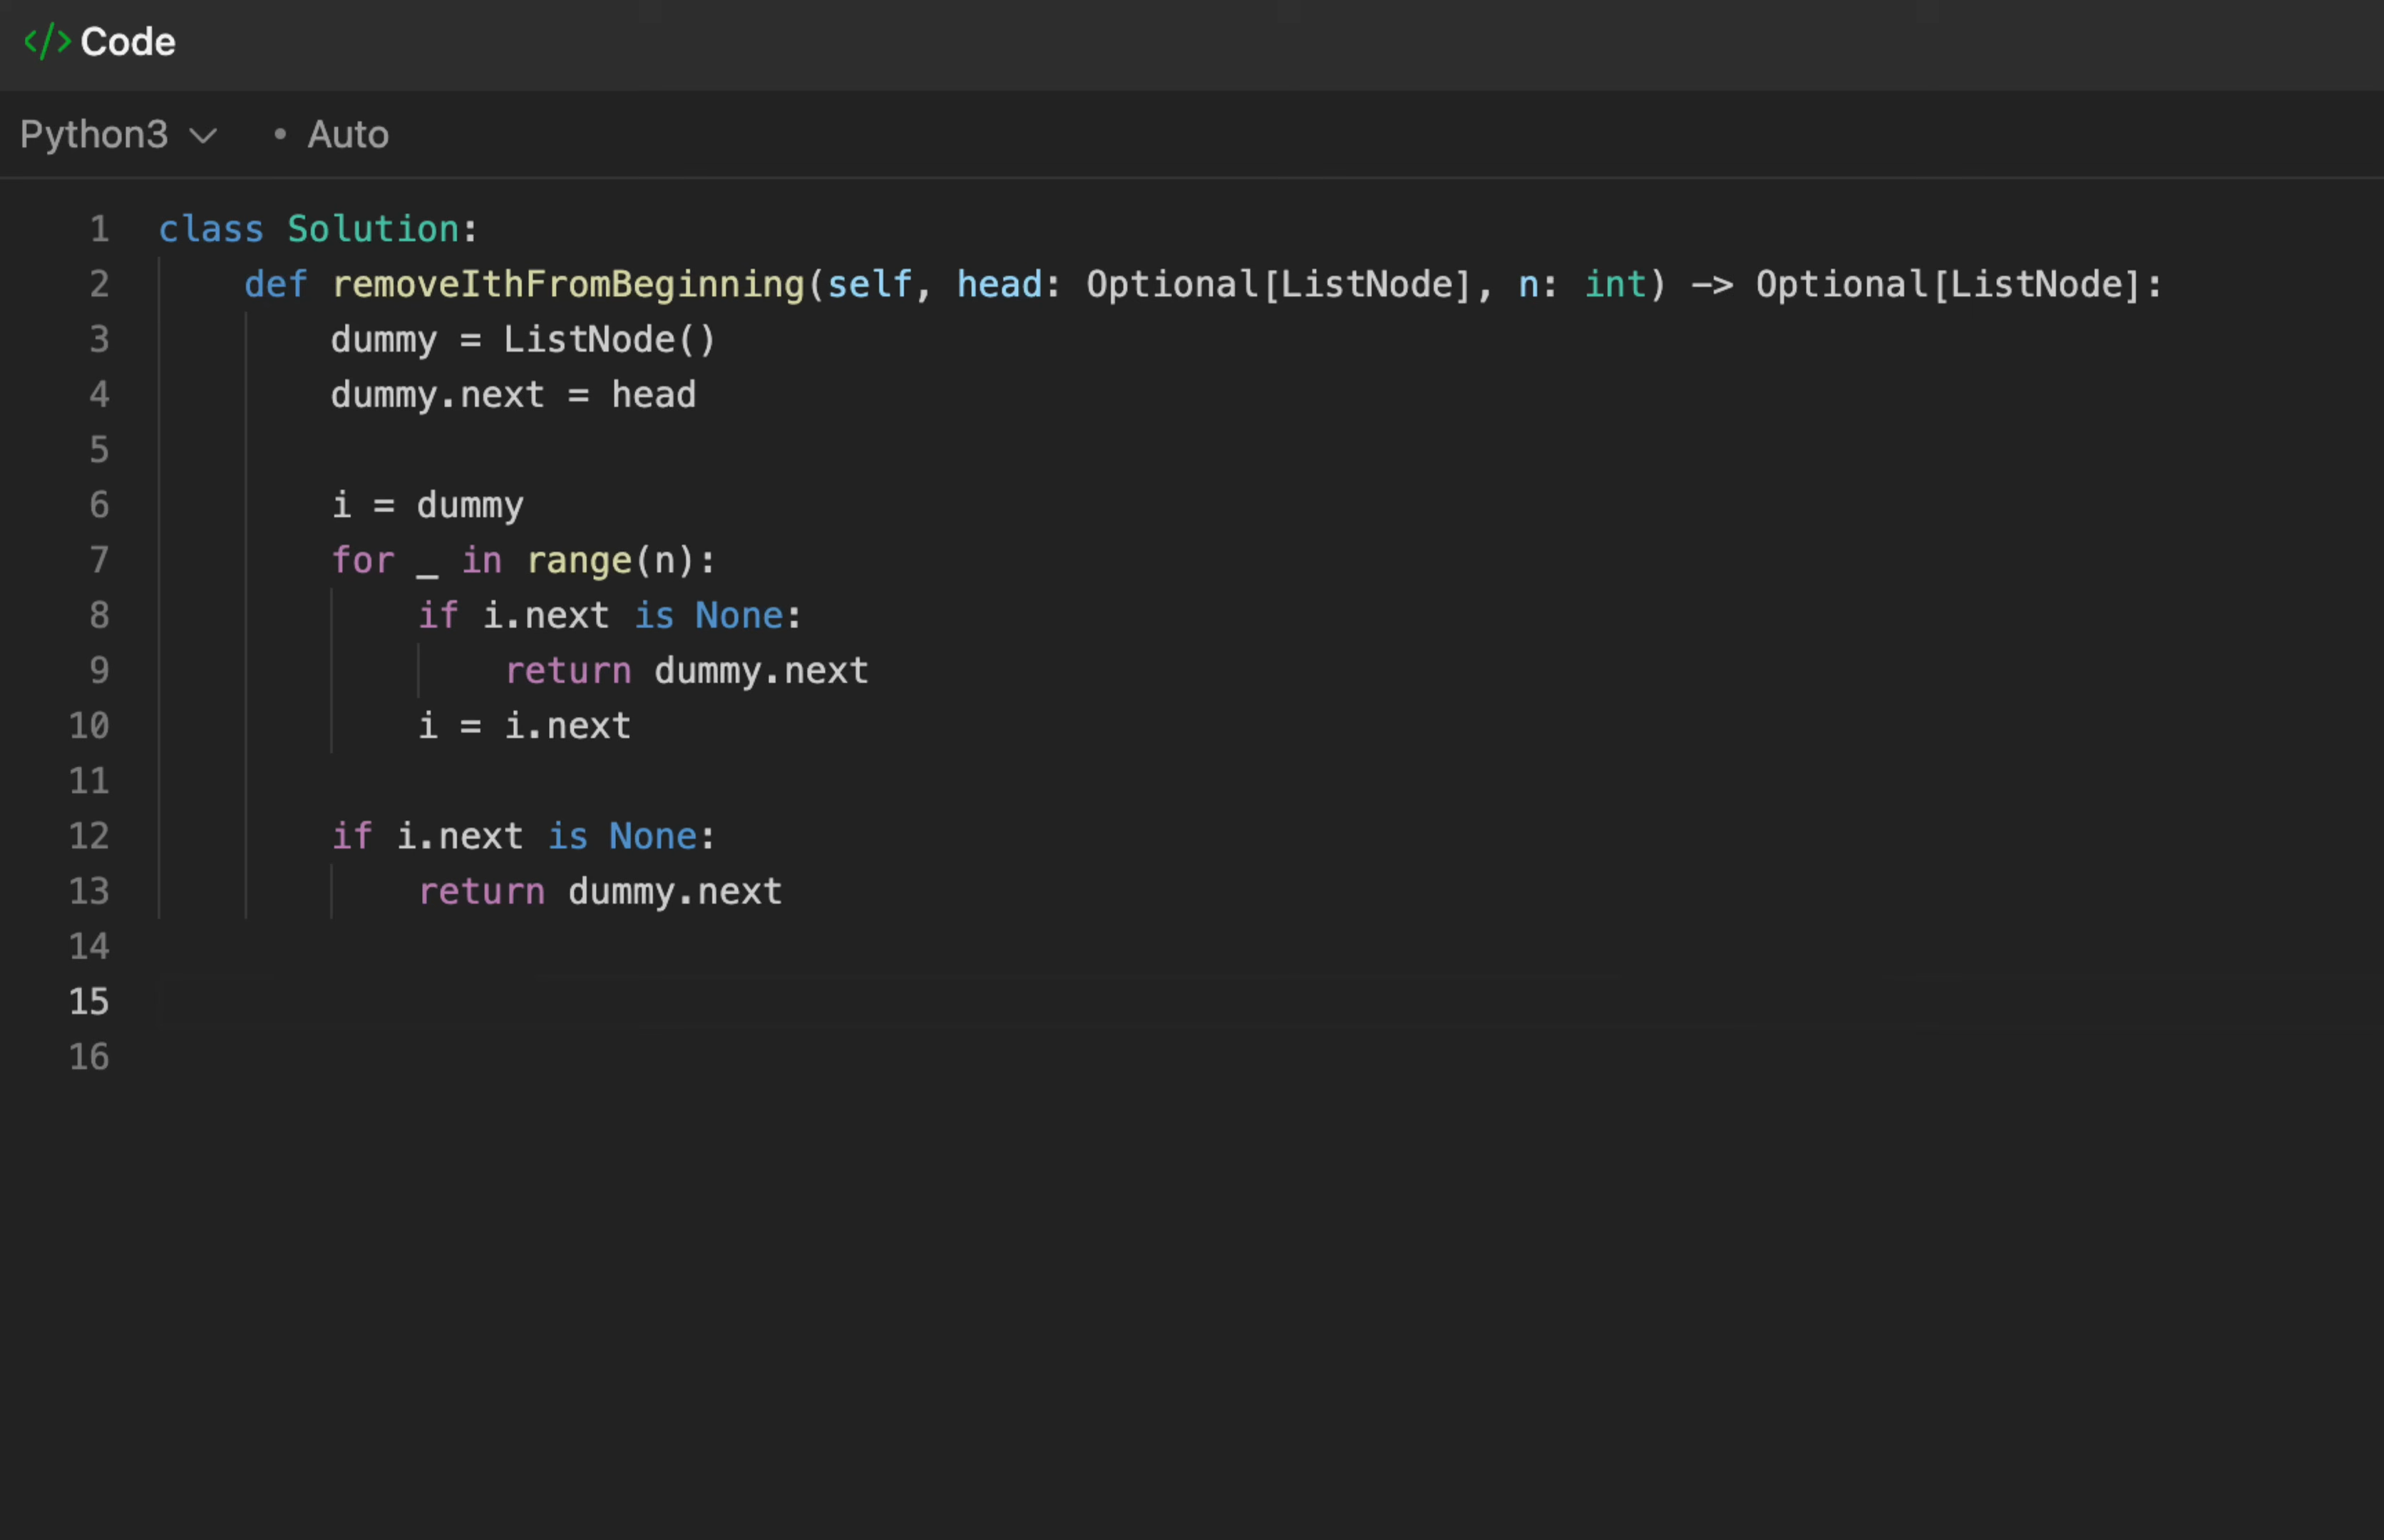 </> Code
Python3 • Auto
1 class Solution:
2     def removeIthFromBeginning(self, head: Optional[ListNode], n: int) -> Optional[ListNode]:
3         dummy = ListNode()
4         dummy.next = head
5
6         i = dummy
7         for _ in range(n):
8             if i.next is None:
9                 return dummy.next
10             i = i.next
11
12         if i.next is None:
13             return dummy.next
14
15
16